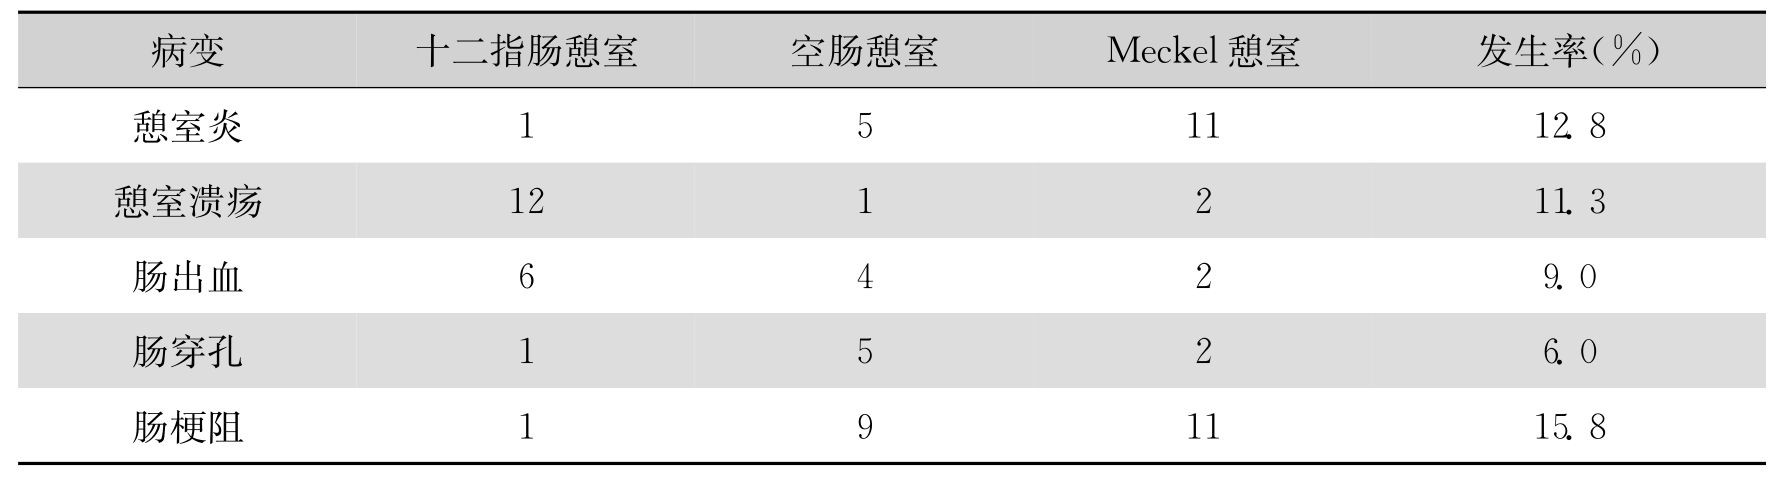 病变 十二指肠憩室 空肠憩室 Meckel 憩室 发生率(%)
憩室炎 1 5 11 12.8
憩室溃疡 12 1 2 11.3
肠出血 6 4 2 9.0
肠穿孔 1 5 2 6.0
肠梗阻 1 9 11 15.8